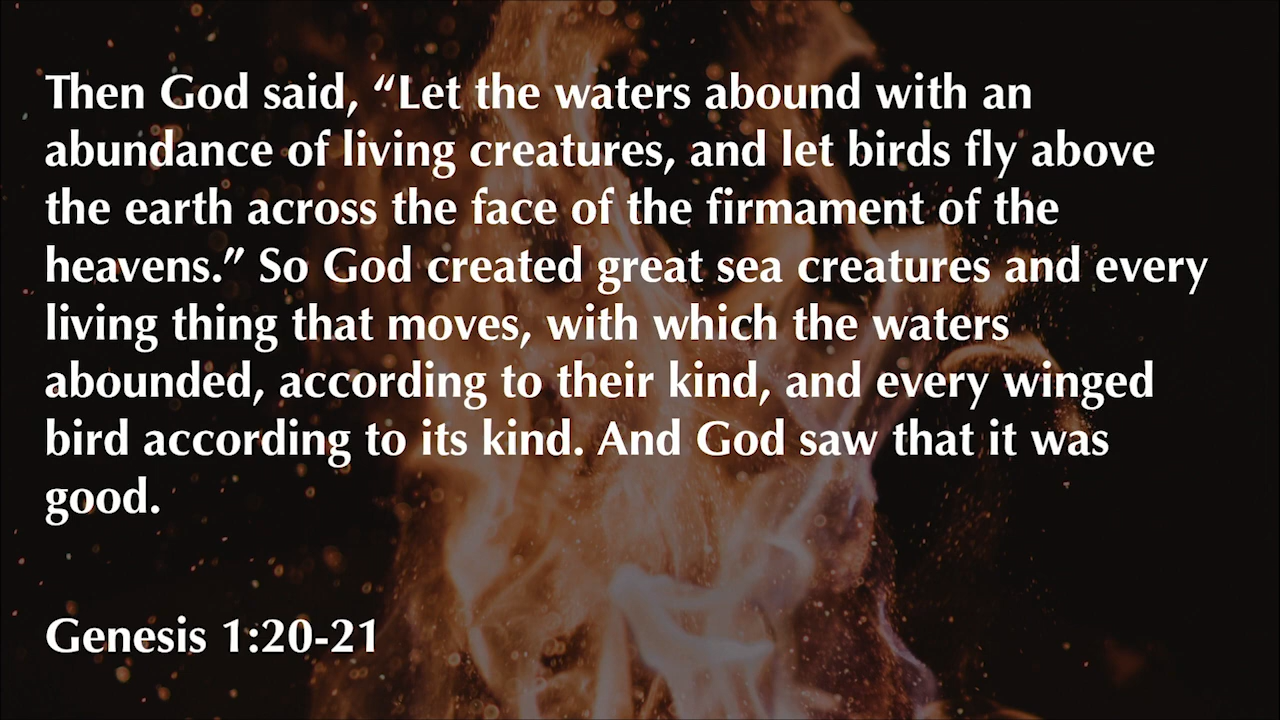 Then God said, “Let the waters abound with an
abundance of living creatures, and let birds fly above
the earth across the face of the firmament of the
heavens.” So God created great sea creatures and every
living thing that moves, with which the waters
abounded, according to their kind, and every winged
bird according to its kind. And God saw that it was
good.
Genesis 1:20-21